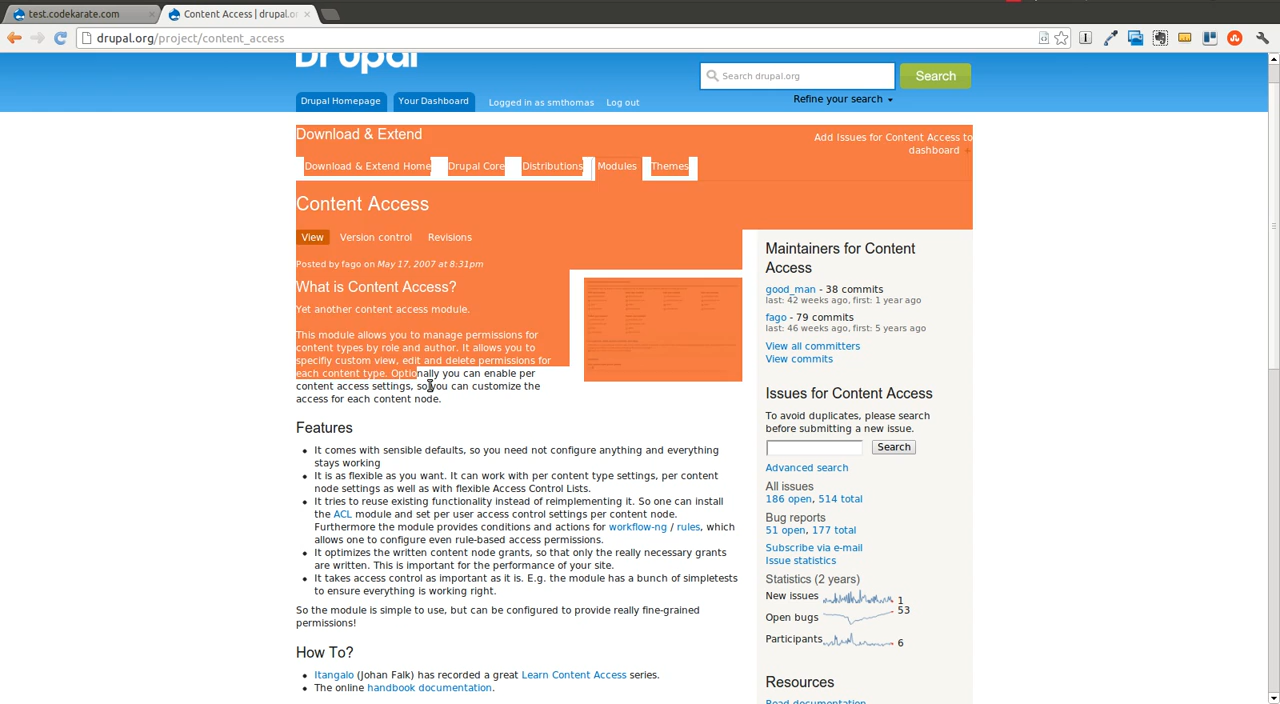 test.codekarate.com
Content Access | drupal.or
drupal.org/project/content_access
Drupal
Search drupal.org
Search
Refine your search
Drupal Homepage
Your Dashboard
Logged in as smthomas
Log out
Download & Extend
Add Issues for Content Access to
dashboard +
Download & Extend Home
Drupal Core
Distributions
Modules
Themes
Content Access
View
Version control
Revisions
Posted by fago on May 17, 2007 at 8:31pm
What is Content Access?
Yet another content access module.
This module allows you to manage permissions for
content types by role and author. It allows you to
specifiy custom view, edit and delete permissions for
each content type. Optionally you can enable per
content access settings, so you can customize the
access for each content node.
Features
It comes with sensible defaults, so you need not configure anything and everything
stays working
It is as flexible as you want. It can work with per content type settings, per content
node settings as well as with flexible Access Control Lists.
It tries to reuse existing functionality instead of reimplementing it. So one can install
the ACL module and set per user access control settings per content node.
Furthermore the module provides conditions and actions for workflow-ng / rules, which
allows one to configure even rule-based access permissions.
It optimizes the written content node grants, so that only the really necessary grants
are written. This is important for the performance of your site.
It takes access control as important as it is. E.g. the module has a bunch of simpletests
to ensure everything is working right.
So the module is simple to use, but can be configured to provide really fine-grained
permissions!
How To?
Itangalo (Johan Falk) has recorded a great Learn Content Access series.
The online handbook documentation.
Maintainers for Content
Access
good_man - 38 commits
last: 42 weeks ago, first: 1 year ago
fago - 79 commits
last: 46 weeks ago, first: 5 years ago
View all committers
View commits
Issues for Content Access
To avoid duplicates, please search
before submitting a new issue.
Search
Advanced search
All issues
186 open, 514 total
Bug reports
51 open, 177 total
Subscribe via e-mail
Issue statistics
Statistics (2 years)
New issues 1
Open bugs 53
Participants 6
Resources
Read documentation